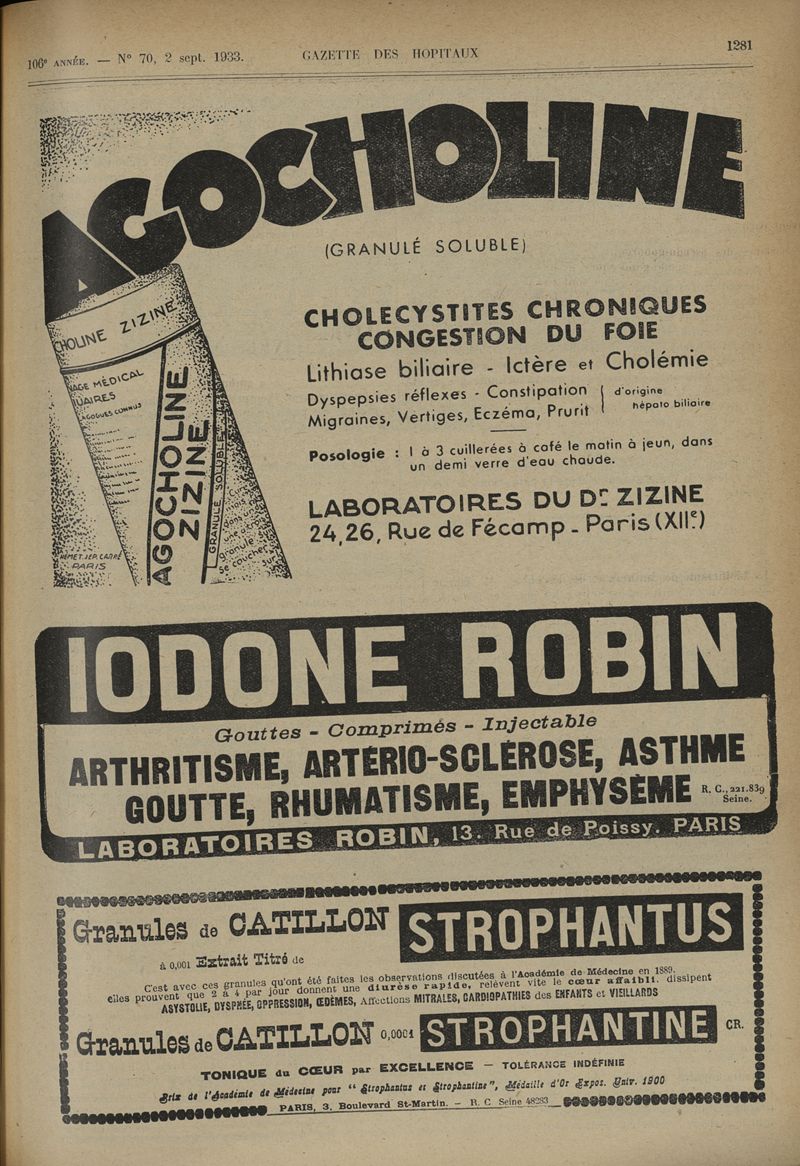 106e ANNÉE. — N° 70, 2 sept. 1933.
GAZETTE DES HOPITAUX
1281
AGOCHOLINE
(GRANULÉ SOLUBLE)
CHOLINE ZIZINE
MÉDICAL
AGOCHOLINE
ZIZINE
GRANULÉ SOLUBLE
PARIS
CHOLECYSTITES CHRONIQUES
CONGESTION DU FOIE
Lithiase biliaire - Ictère et Cholémie
Dyspepsies réflexes - Constipation
Migraines, Vertiges, Eczéma, Prurit
d'origine
hépato biliaire
Posologie : 1 à 3 cuillerées à café le matin à jeun, dans
un demi verre d'eau chaude.
LABORATOIRES DU Dr ZIZINE
24,26, Rue de Fécamp - Paris (XIIe)
IODONE ROBIN
Gouttes - Comprimés - Injectable
ARTHRITISME, ARTÉRIO-SCLÉROSE, ASTHME
GOUTTE, RHUMATISME, EMPHYSÈME
R. C., 221.839
Seine.
LABORATOIRES ROBIN, 13. Rue de Poissy. PARIS
Granules de CATILLON STROPHANTUS
à 0,001 Extrait Titré de
C'est avec ces granules qu'ont été faites les observations discutées à l'Académie de Médecine en 1889,
elles prouvent que 2 à 4 par jour donnent une diurèse rapide, relèvent vite le cœur affaibli, dissipent
ASYSTOLIE, DYSPNÉE, OPPRESSION, ŒDÈMES, Affections MITRALES, CARDIOPATHIES des ENFANTS et VIEILLARDS
Granules de CATILLON 0,0001 STROPHANTINE CR.
TONIQUE du CŒUR par EXCELLENCE — TOLÉRANCE INDÉFINIE
Prix de l'Académie de Médecine pour "Strophantus et Strophantine", Médaille d'Or Expos. Univ. 1900
PARIS, 3, Boulevard St-Martin. — R. C. Seine 48283